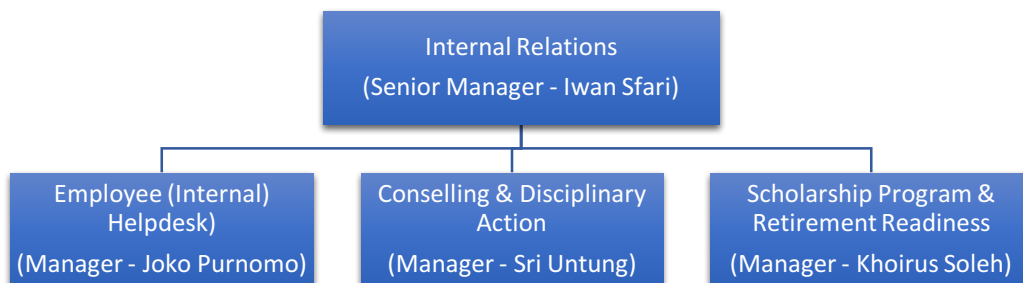 Internal Relations
(Senior Manager - Iwan Sfari)
Employee (Internal)
Helpdesk)
(Manager - Joko Purnomo)
Conselling & Disciplinary
Action
(Manager - Sri Untung)
Scholarship Program &
Retirement Readiness
(Manager - Khoirus Soleh)